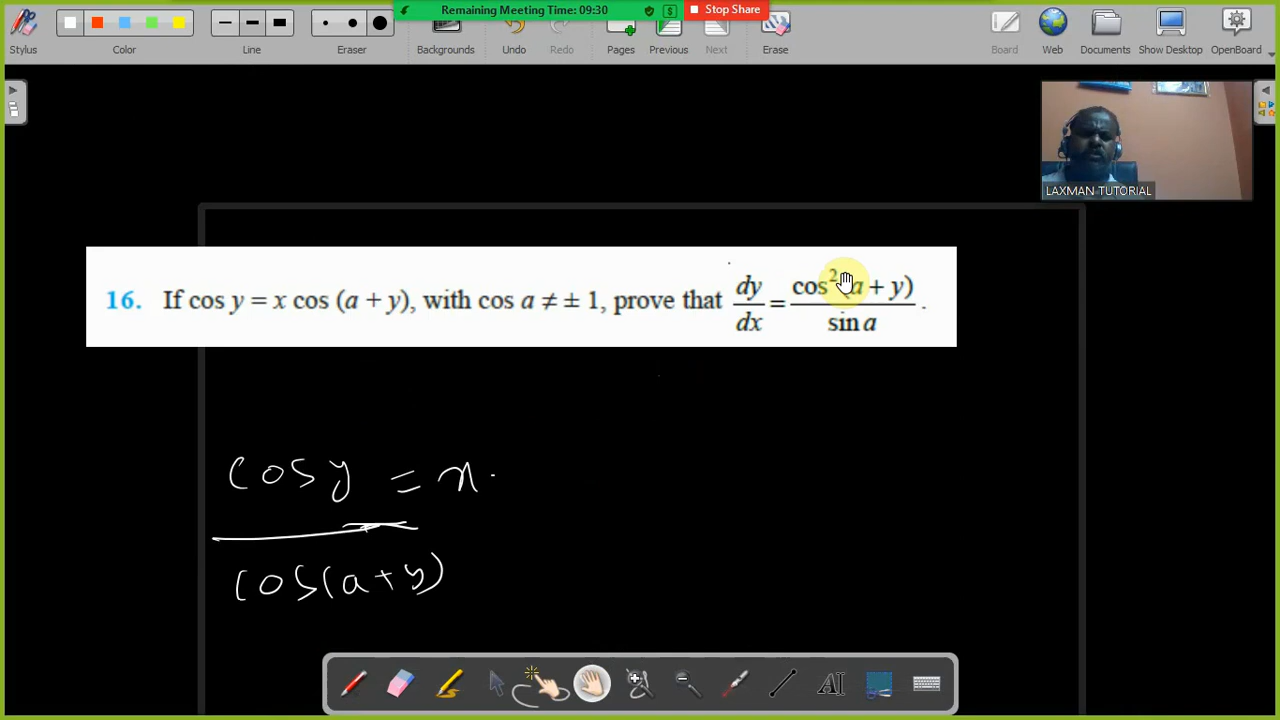 Remaining Meeting Time: 09:30 Stop Share
Stylus Color Line Eraser Backgrounds Undo Redo Pages Previous Next Erase Board Web Documents Show Desktop OpenBoard
LAXMAN TUTORIAL
16. If cos y = x cos (a + y), with cos a ≠ ± 1, prove that dy/dx = cos² (a + y)/sin a .
cos y = x .
cos(a+y)
AI